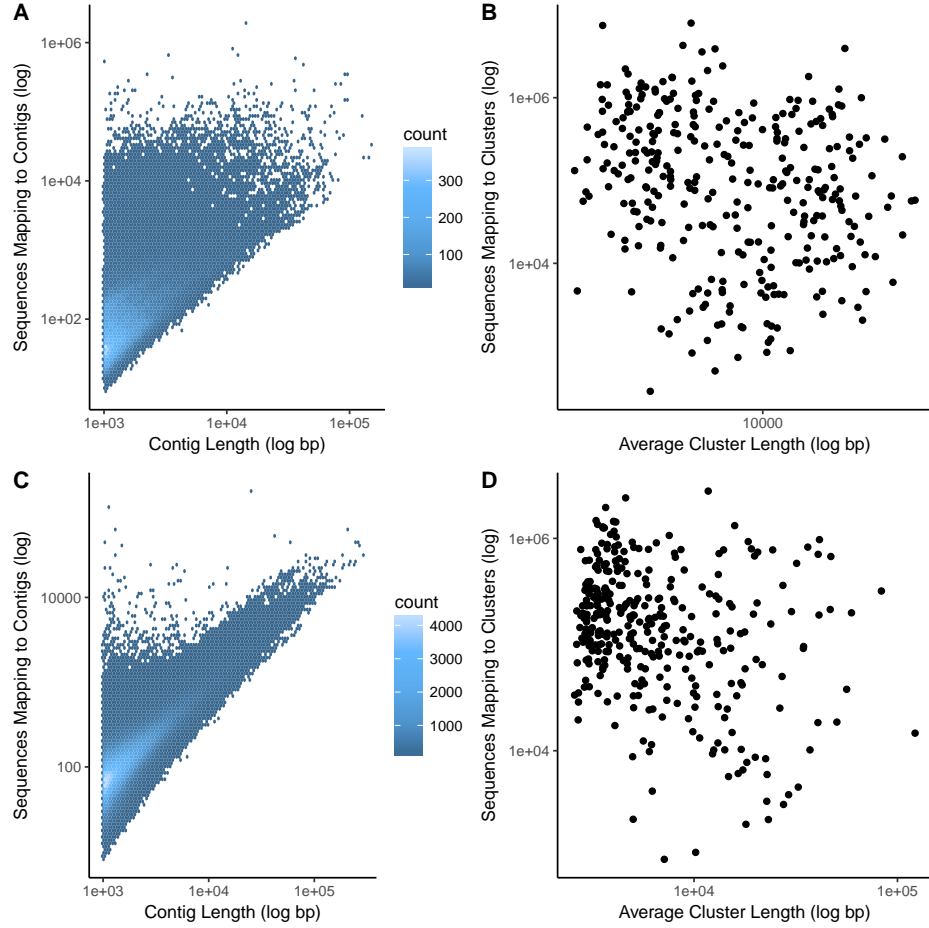 A
Sequences Mapping to Contigs (log)
1e+06
1e+04
1e+02
1e+03
1e+04
1e+05
Contig Length (log bp)
count
300
200
100
B
Sequences Mapping to Clusters (log)
1e+06
1e+04
10000
Average Cluster Length (log bp)
C
Sequences Mapping to Contigs (log)
10000
100
1e+03
1e+04
1e+05
Contig Length (log bp)
count
4000
3000
2000
1000
D
Sequences Mapping to Clusters (log)
1e+06
1e+04
1e+04
1e+05
Average Cluster Length (log bp)